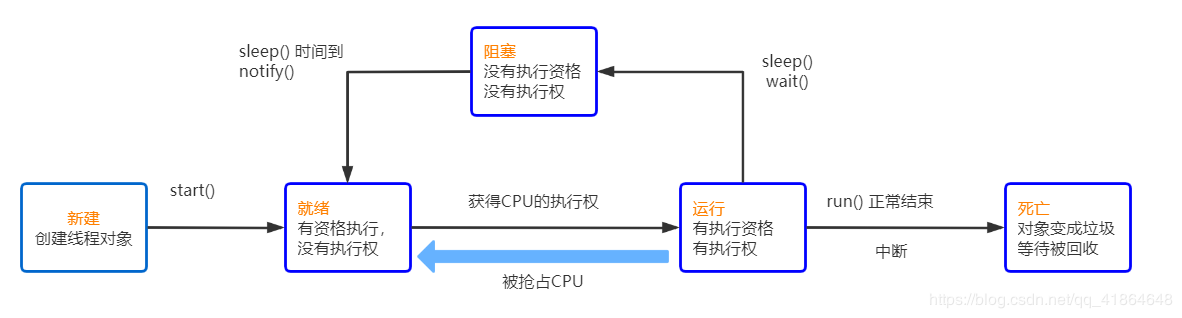 阻塞
没有执行资格
没有执行权
sleep() 时间到
notify()
sleep()
wait()
新建
创建线程对象
start()
就绪
有资格执行，
没有执行权
获得CPU的执行权
被抢占CPU
运行
有执行资格
有执行权
run() 正常结束
中断
死亡
对象变成垃圾
等待被回收
https://blog.csdn.net/qq_41864648